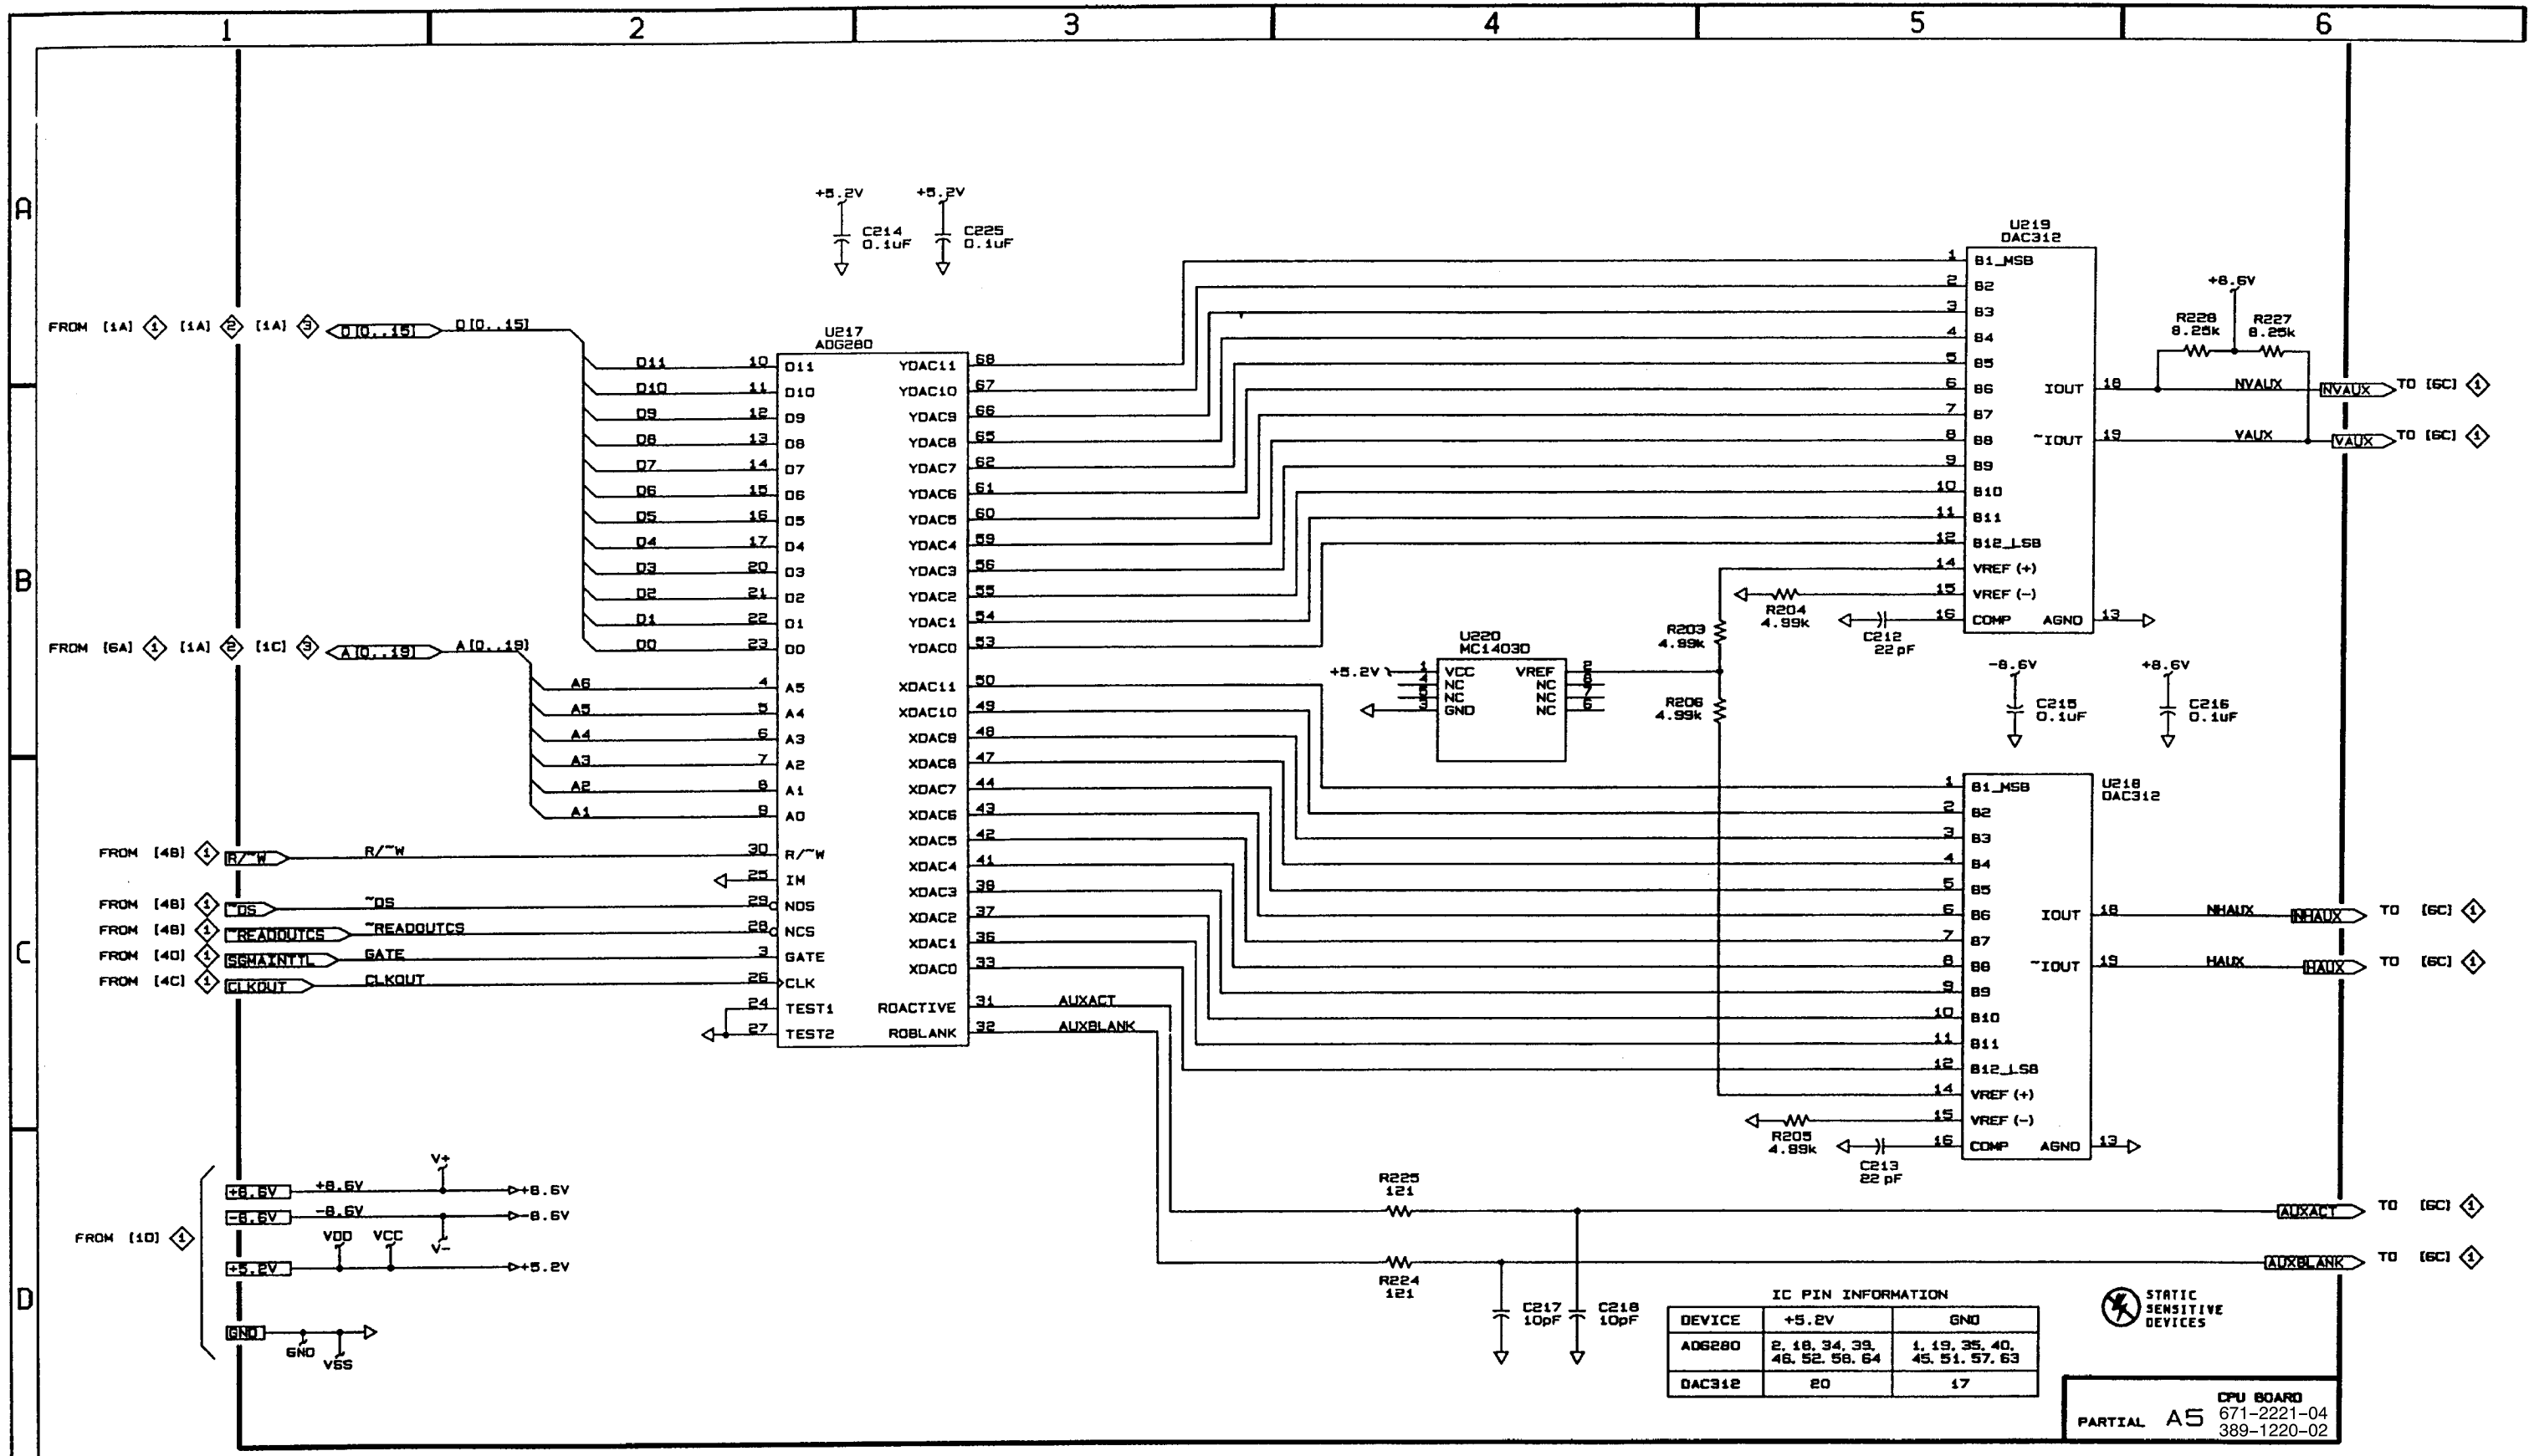 1 2 3 4 5 6
A
B
C
D
+5.2V +5.2V
C214
0.1uF
C225
0.1uF
FROM [1A] 1 [1A] 2 [1A] 3 D[0..15] D[0..15]
FROM [6A] 1 [1A] 2 [1C] 3 A[0..19] A[0..19]
U217
ADG280
D11 10 D11 YDAC11 68
D10 11 D10 YDAC10 67
D9 12 D9 YDAC9 66
D8 13 D8 YDAC8 65
D7 14 D7 YDAC7 62
D6 15 D6 YDAC6 61
D5 16 D5 YDAC5 60
D4 17 D4 YDAC4 59
D3 20 D3 YDAC3 56
D2 21 D2 YDAC2 55
D1 22 D1 YDAC1 54
D0 23 D0 YDAC0 53
A6 4 A5 XDAC11 50
A5 5 A4 XDAC10 49
A4 6 A3 XDAC9 48
A3 7 A2 XDAC8 47
A2 8 A1 XDAC7 44
A1 9 A0 XDAC6 43
XDAC5 42
FROM [4B] 1 R/~W R/~W 30 R/~W XDAC4 41
25 IM XDAC3 38
FROM [4B] 1 ~DS ~DS 29 NDS XDAC2 37
FROM [4B] 1 ~READOUTCS ~READOUTCS 28 NCS XDAC1 36
FROM [4D] 1 SGMAINTTL GATE 3 GATE XDAC0 33
FROM [4C] 1 CLKOUT CLKOUT 26 CLK
24 TEST1 ROACTIVE 31 AUXACT
27 TEST2 ROBLANK 32 AUXBLANK
U219
DAC312
1 B1_MSB
2 B2
3 B3
4 B4
5 B5
6 B6 IOUT 18 NVAUX NVAUX TO [6C] 1
7 B7
8 B8 ~IOUT 19 VAUX VAUX TO [6C] 1
9 B9
10 B10
11 B11
12 B12_LSB
14 VREF(+)
15 VREF(-)
16 COMP AGND 13
+8.6V
R228
8.25k
R227
8.25k
R204
4.99k
C212
22pF
R203
4.99k
R206
4.99k
U220
MC1403D
+5.2V 1 VCC VREF 2
4 NC NC
5 NC NC 7
3 GND NC 6
-8.6V +8.6V
C215
0.1uF
C216
0.1uF
U218
DAC312
1 B1_MSB
2 B2
3 B3
4 B4
5 B5
6 B6 IOUT 18 NHAUX NHAUX TO [6C] 1
7 B7
8 B8 ~IOUT 19 HAUX HAUX TO [6C] 1
9 B9
10 B10
11 B11
12 B12_LSB
14 VREF(+)
15 VREF(-)
16 COMP AGND 13
R205
4.99k
C213
22pF
R225
121
AUXACT TO [6C] 1
R224
121
AUXBLANK TO [6C] 1
C217
10pF
C218
10pF
FROM [1D] 1
V+
+8.6V +8.6V +8.6V
-8.6V -8.6V -8.6V
V-
VDD VCC
+5.2V +5.2V
GND
GND VSS
IC PIN INFORMATION
DEVICE +5.2V GND
ADG280 2, 18, 34, 39, 46, 52, 58, 64 1, 19, 35, 40, 45, 51, 57, 63
DAC312 20 17
STATIC
SENSITIVE
DEVICES
CPU BOARD
PARTIAL A5 671-2221-04
389-1220-02